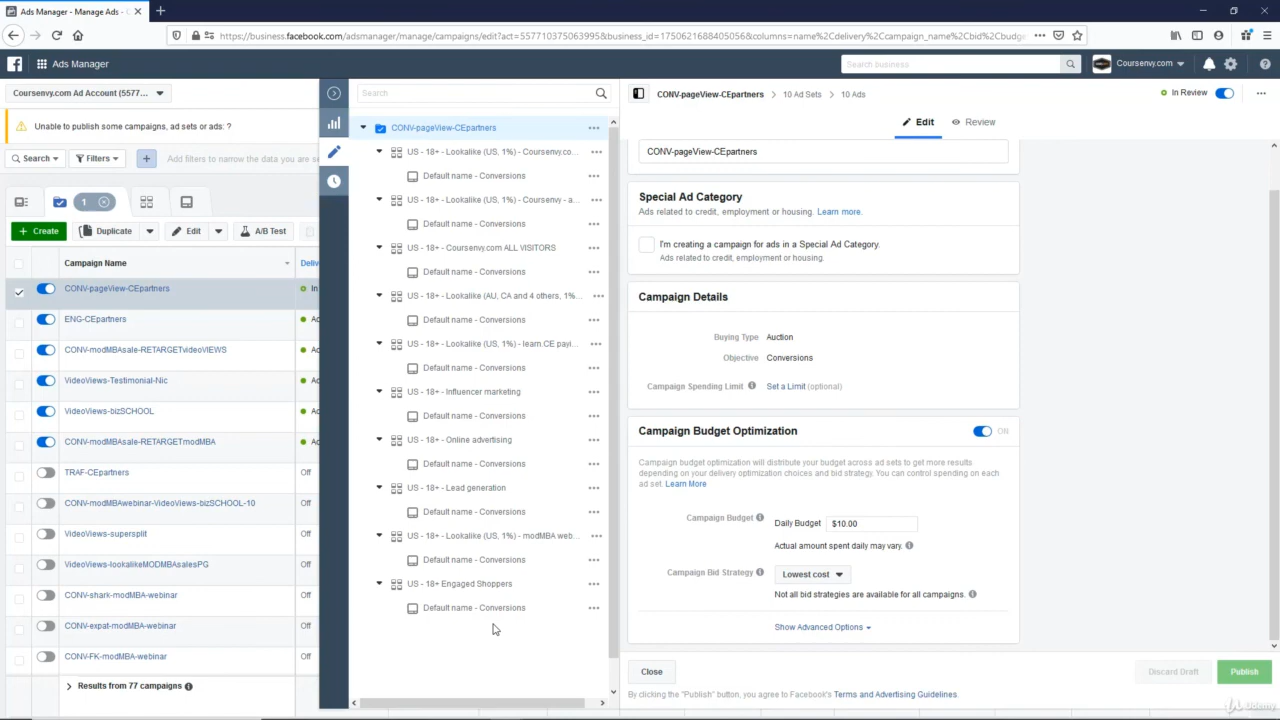 Ads Manager - Manage Ads - C
https://business.facebook.com/adsmanager/manage/campaigns/edit?act=557710375063995&business_id=1750621688405056&columns=name%2Cdelivery%2Ccampaign_name%2Cbid%2Cbudge
Ads Manager
Search business
Coursenvy.com
Coursenvy.com Ad Account (5577...
Unable to publish some campaigns, ad sets or ads: ?
Search
Filters
Add filters to narrow the data you are se
1
Create
Duplicate
Edit
A/B Test
Campaign Name
Delive
CONV-pageView-CEpartners
In
ENG-CEpartners
Ac
CONV-modMBAsale-RETARGETvideoVIEWS
Ac
VideoViews-Testimonial-Nic
Ac
VideoViews-bizSCHOOL
Ac
CONV-modMBAsale-RETARGETmodMBA
Ac
TRAF-CEpartners
Off
CONV-modMBAwebinar-VideoViews-bizSCHOOL-10
Off
VideoViews-supersplit
Off
VideoViews-lookalikeMODMBAsalesPG
Off
CONV-shark-modMBA-webinar
Off
CONV-expat-modMBA-webinar
Off
CONV-FK-modMBA-webinar
Off
Results from 77 campaigns
Search
CONV-pageView-CEpartners
US - 18+ - Lookalike (US, 1%) - Coursenvy.co...
Default name - Conversions
US - 18+ - Lookalike (US, 1%) - Coursenvy - a...
Default name - Conversions
US - 18+ - Coursenvy.com ALL VISITORS
Default name - Conversions
US - 18+ - Lookalike (AU, CA and 4 others, 1%...
Default name - Conversions
US - 18+ - Lookalike (US, 1%) - learn.CE payi...
Default name - Conversions
US - 18+ - Influencer marketing
Default name - Conversions
US - 18+ - Online advertising
Default name - Conversions
US - 18+ - Lead generation
Default name - Conversions
US - 18+ - Lookalike (US, 1%) - modMBA web...
Default name - Conversions
US - 18+ Engaged Shoppers
Default name - Conversions
CONV-pageView-CEpartners
10 Ad Sets
10 Ads
In Review
Edit
Review
CONV-pageView-CEpartners
Special Ad Category
Ads related to credit, employment or housing. Learn more.
I'm creating a campaign for ads in a Special Ad Category.
Ads related to credit, employment or housing.
Campaign Details
Buying Type Auction
Objective Conversions
Campaign Spending Limit Set a Limit (optional)
Campaign Budget Optimization
ON
Campaign budget optimization will distribute your budget across ad sets to get more results
depending on your delivery optimization choices and bid strategy. You can control spending on each
ad set. Learn More
Campaign Budget Daily Budget $10.00
Actual amount spent daily may vary.
Campaign Bid Strategy Lowest cost
Not all bid strategies are available for all campaigns.
Show Advanced Options
Close
Discard Draft
Publish
By clicking the "Publish" button, you agree to Facebook's Terms and Advertising Guidelines.
Udemy